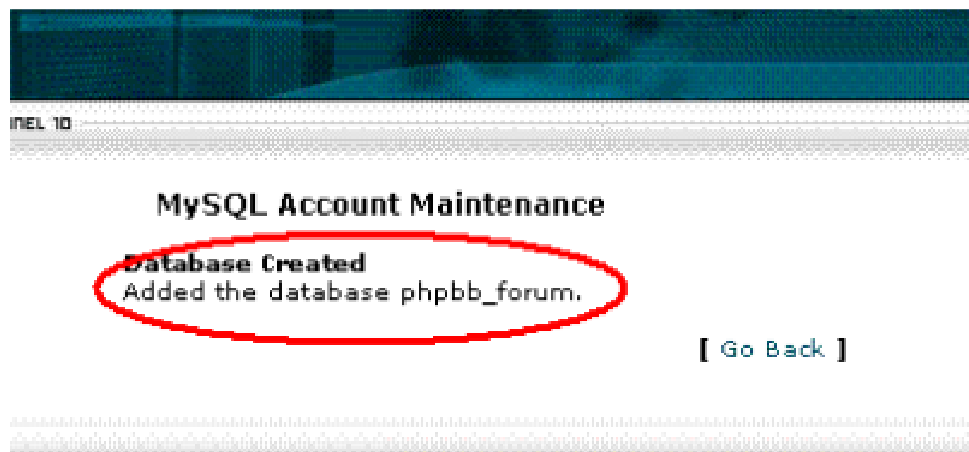 NEL 10
MySQL Account Maintenance
Database Created
Added the database phpbb_forum.
[ Go Back ]